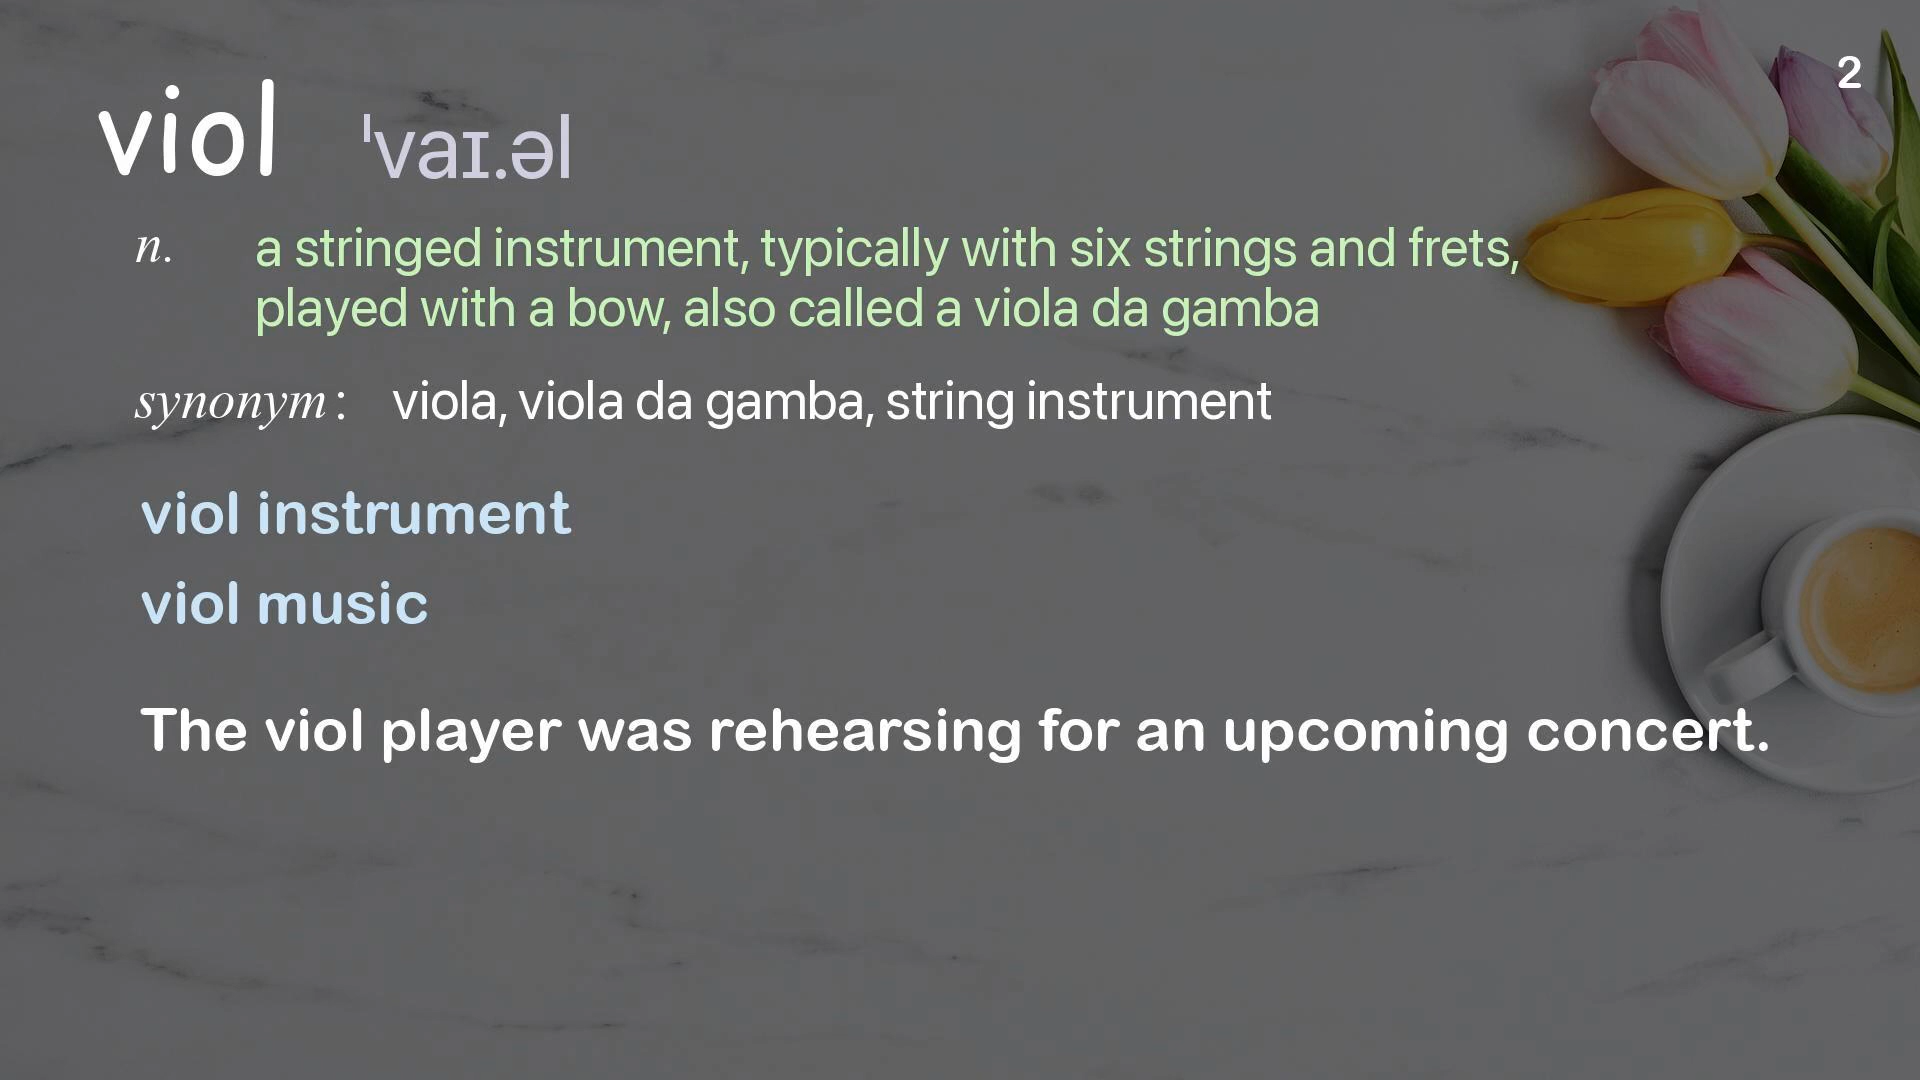 2
viol ˈvaɪ.əl
n. a stringed instrument, typically with six strings and frets,
played with a bow, also called a viola da gamba
synonym : viola, viola da gamba, string instrument
viol instrument
viol music
The viol player was rehearsing for an upcoming concert.